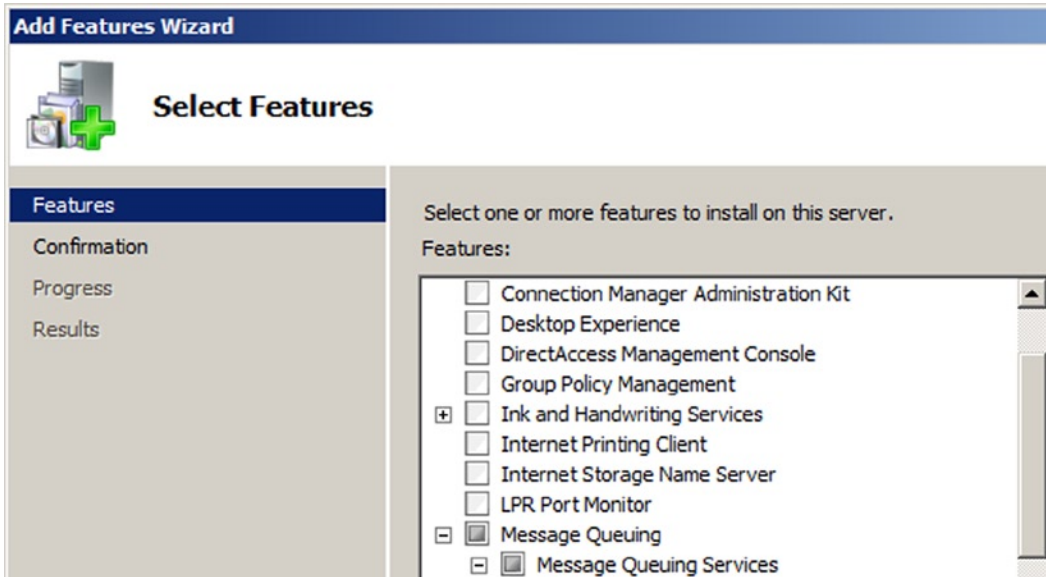 Add Features Wizard
Select Features
Features
Confirmation
Progress
Results
Select one or more features to install on this server.
Features:
Connection Manager Administration Kit
Desktop Experience
DirectAccess Management Console
Group Policy Management
Ink and Handwriting Services
Internet Printing Client
Internet Storage Name Server
LPR Port Monitor
Message Queuing
Message Queuing Services